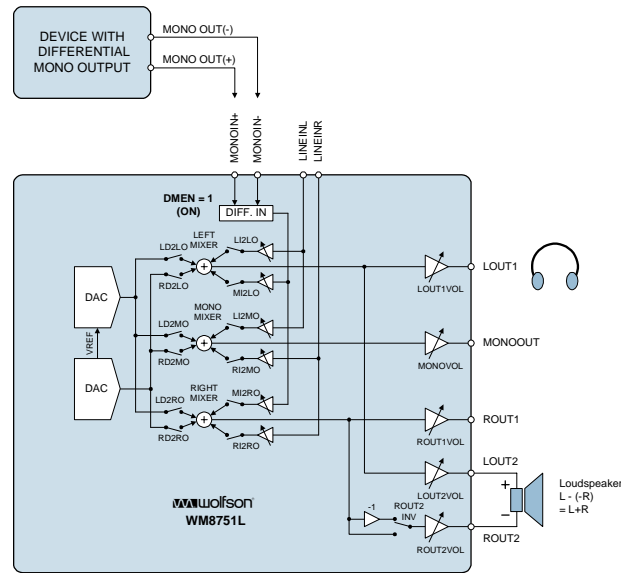 DEVICE WITH
DIFFERENTIAL
MONO OUTPUT
MONO OUT(-)
MONO OUT(+)
MONOIN+
MONOIN-
LINEINL
LINEINR
DMEN = 1
(ON)
DIFF. IN
LEFT
MIXER
LD2LO
LI2LO
RD2LO
MI2LO
LOUT1VOL
LOUT1
DAC
VREF
DAC
MONO
MIXER
LD2MO
LI2MO
RD2MO
RI2MO
MONOVOL
MONOOUT
RIGHT
MIXER
LD2RO
MI2RO
RD2RO
RI2RO
ROUT1VOL
ROUT1
LOUT2
LOUT2VOL
-1
ROUT2
INV
ROUT2VOL
ROUT2
+
−
Loudspeaker
L - (-R)
= L+R
wolfson
WM8751L